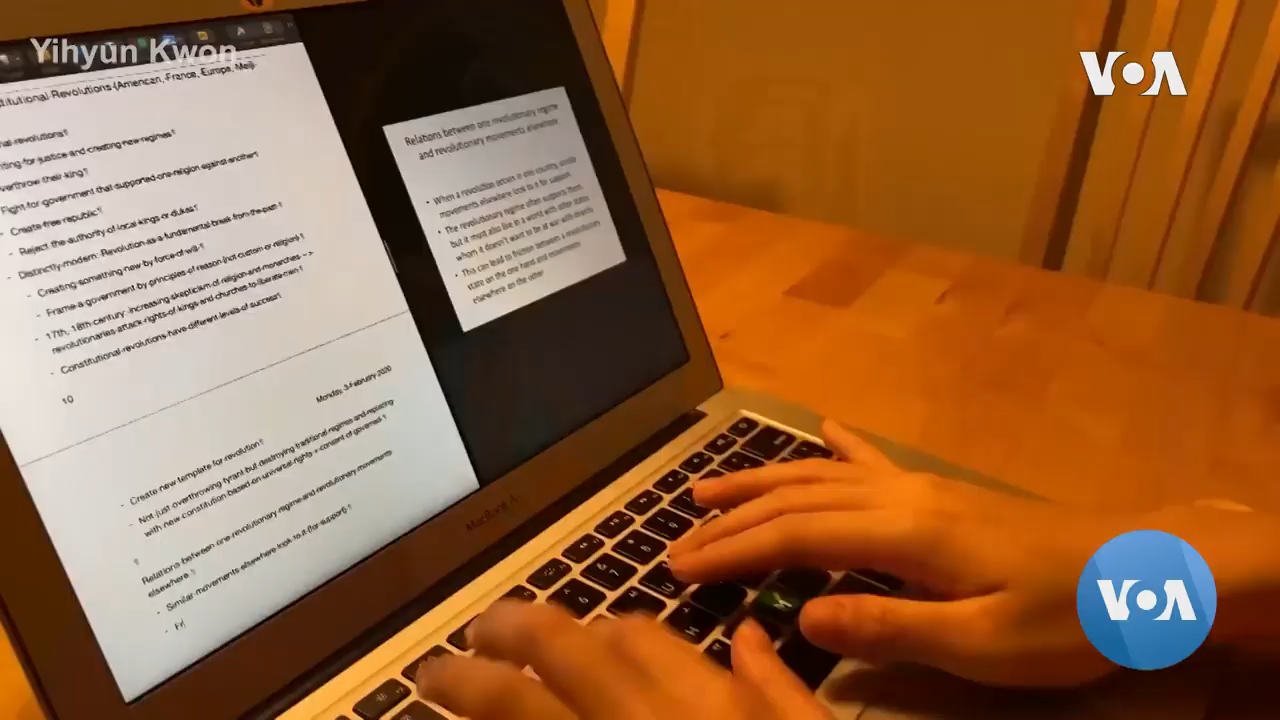 Yihyun Kwon
VOA
stitutional Revolutions (American, France, Europe, Meiji
nal revolutions¶
ting for justice and creating new regimes¶
verthrow their king¶
Fight for government that supported one religion against another¶
- Create free republic¶
- Reject the authority of local kings or dukes¶
- Distinctly modern: Revolution as a fundamental break from the past ¶
- Creating something new by force of will ¶
- Frame a government by principles of reason (not custom or religion) ¶
- 17th, 18th century: increasing skepticism of religion and monarchies -->
revolutionaries attack rights of kings and churches to liberate men ¶
- Constitutional revolutions have different levels of success¶
10
Monday, 3 February 2020
- Create new template for revolution¶
- Not just overthrowing tyrant but destroying traditional regimes and replacing
with new constitution based on universal rights + consent of governed ¶
¶
Relations between one revolutionary regime and revolutionary movements
elsewhere ¶
- Similar movements elsewhere look to it (for support) ¶
- Fr
Relations between one revolutionary regime
and revolutionary movements elsewhere
• When a revolution occurs in one country, similar
movements elsewhere look to it for support
• The revolutionary regime often supports them
but it must also live in a world with other states
whom it doesn't want to be at war with directly
• This can lead to friction between a revolutionary
state on the one hand and movements
elsewhere on the other
MacBook Air
VOA